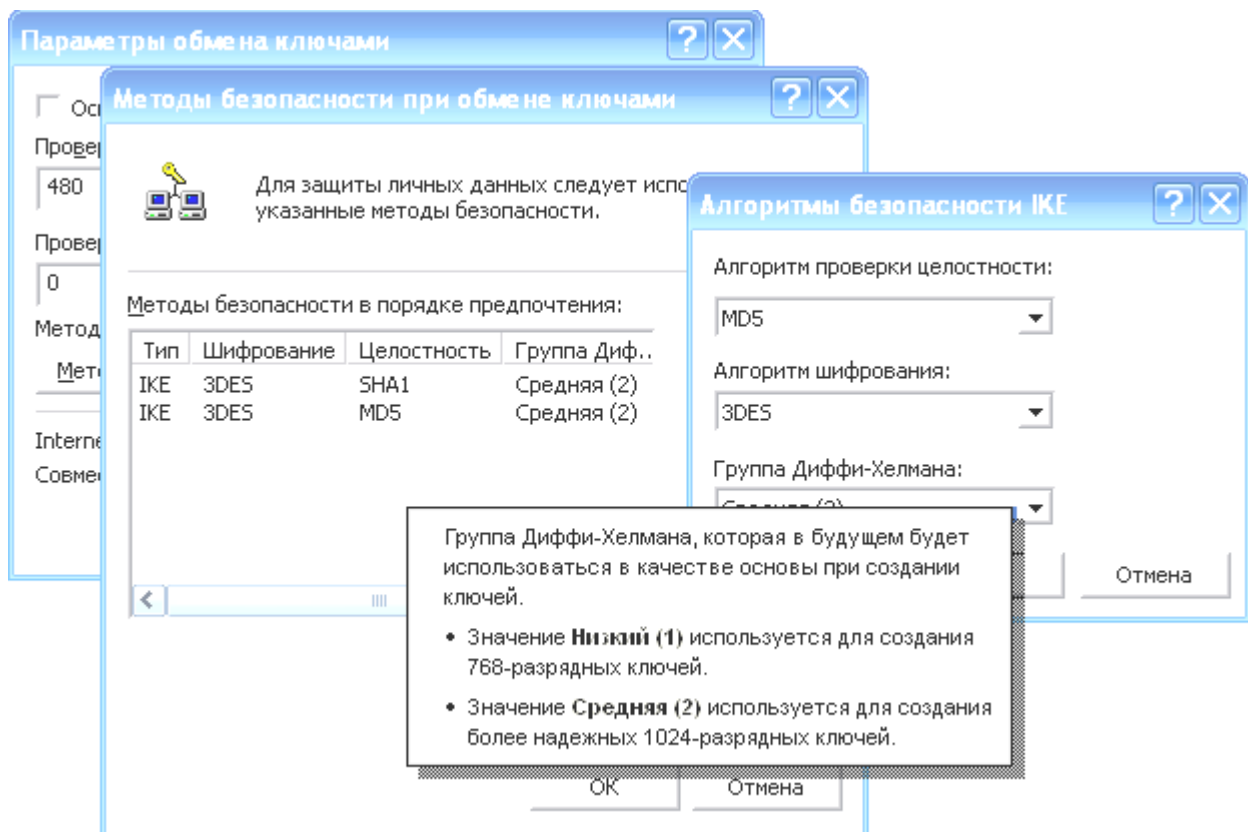 Параметры обмена ключами
Методы безопасности при обмене ключами
480
0
Для защиты личных данных следует
указанные методы безопасности.
Методы безопасности в порядке предпочтения:
Тип Шифрование Целостность Группа Диф..
IKE 3DES SHA1 Средняя (2)
IKE 3DES MD5 Средняя (2)
OK Отмена
Алгоритмы безопасности IKE
Алгоритм проверки целостности:
MD5
Алгоритм шифрования:
3DES
Группа Диффи-Хелмана:
Средняя (2)
Отмена
Группа Диффи-Хелмана, которая в будущем будет
использоваться в качестве основы при создании
ключей.
• Значение Низкий (1) используется для создания
768-разрядных ключей.
• Значение Средняя (2) используется для создания
более надежных 1024-разрядных ключей.